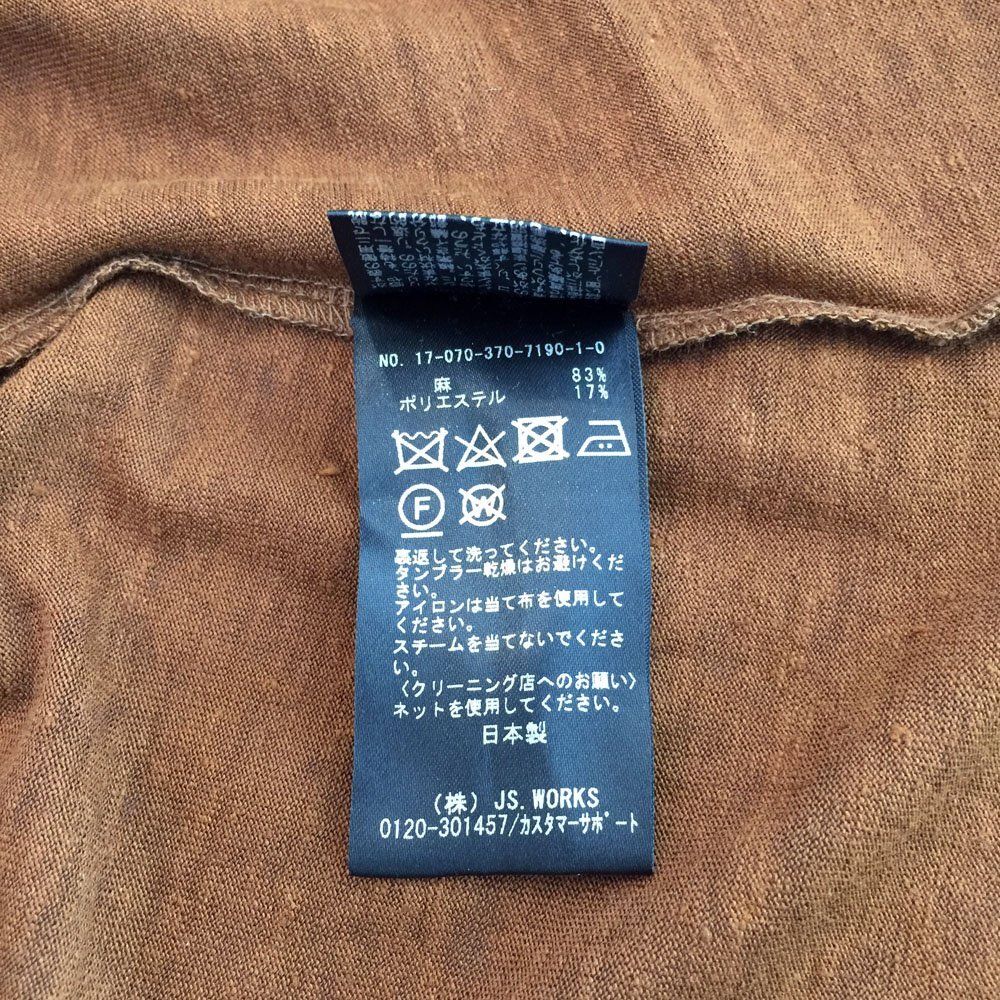 NO. 17-070-370-7190-1-0
麻 83%
ポリエステル 17%
F W
裏返して洗ってください。
タンブラー乾燥はお避けくだ
さい。
アイロンは当て布を使用して
ください。
スチームを当てないでくださ
い。
〈クリーニング店へのお願い〉
ネットを使用してください。
日本製
(株) JS.WORKS
0120-301457/カスタマーサポート